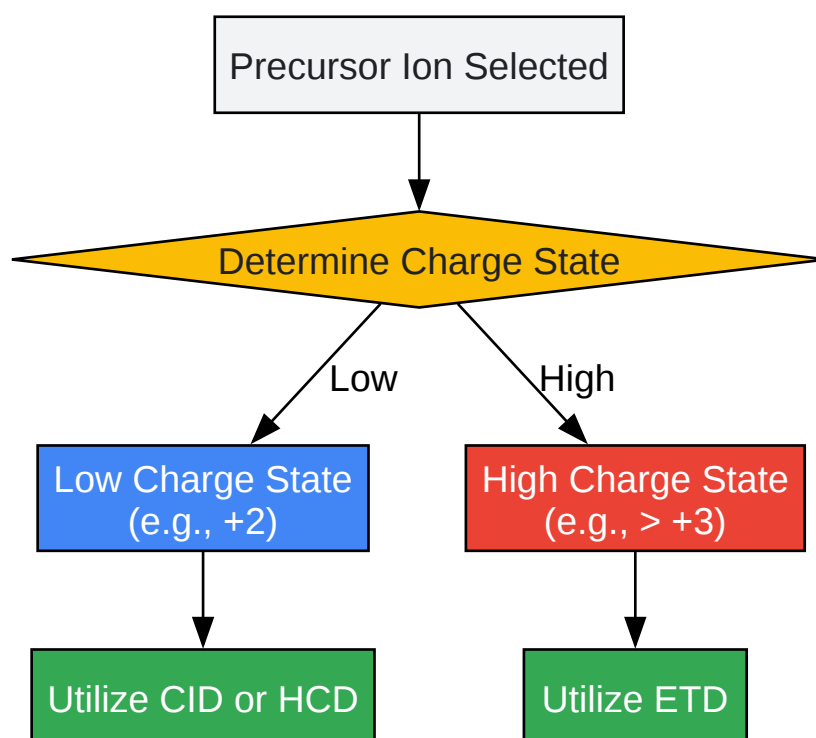 Precursor Ion Selected
Determine Charge State
Low
High
Low Charge State
(e.g., +2)
High Charge State
(e.g., > +3)
Utilize CID or HCD
Utilize ETD